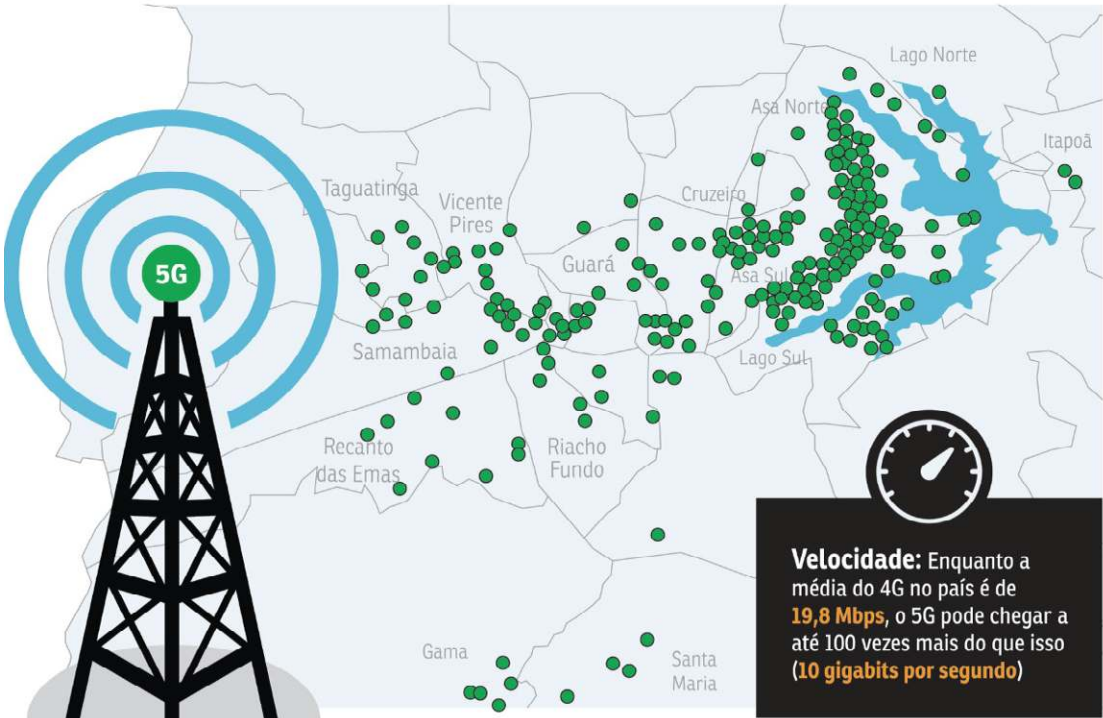 Lago Norte
Asa Norte
Itapoã
Taguatinga
Vicente
Pires
Cruzeiro
Guará
5G
Asa Sul
Samambaia
Lago Sul
Recanto
das Emas
Riacho
Fundo
Velocidade: Enquanto a
média do 4G no país é de
19,8 Mbps, o 5G pode chegar a
até 100 vezes mais do que isso
(10 gigabits por segundo)
Gama
Santa
Maria